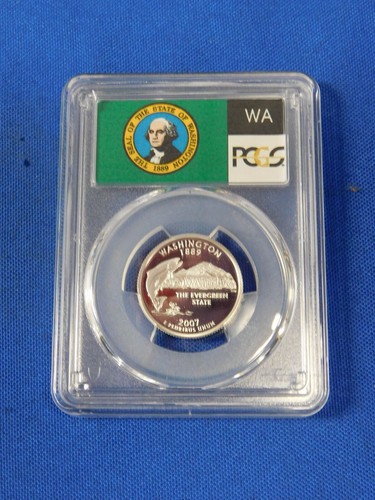 THE SEAL OF THE STATE OF WASHINGTON
1889
WA
PCGS
WASHINGTON
1889
THE EVERGREEN
STATE
2007
E PLURIBUS UNUM